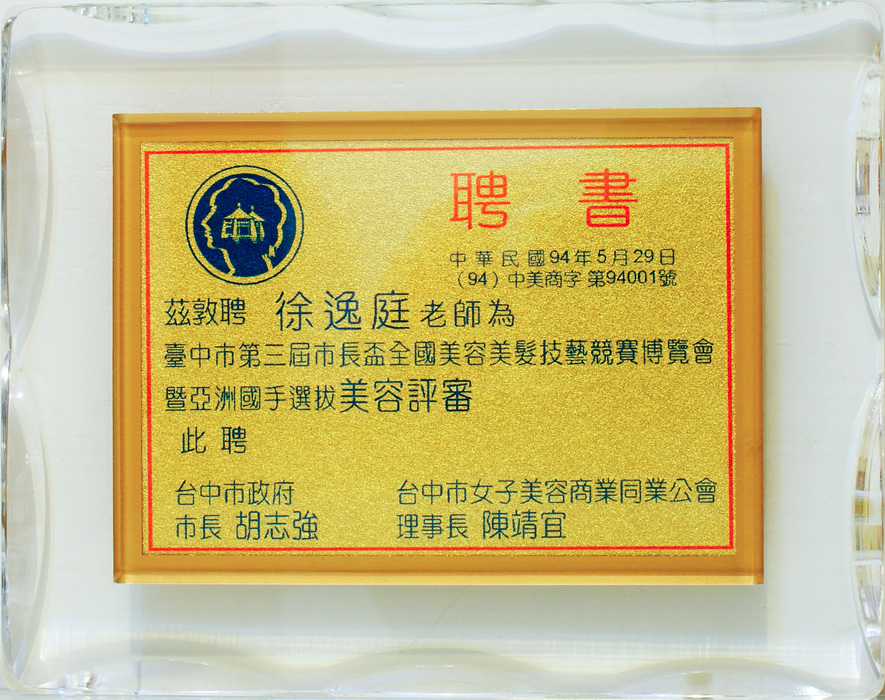 聘書
中華民國94年5月29日
(94)中美商字第94001號
茲敦聘 徐逸庭老師為
臺中市第三屆市長盃全國美容美髮技藝競賽博覽會
暨亞洲國手選拔美容評審
此聘
台中市政府
市長 胡志強
台中市女子美容商業同業公會
理事長 陳靖宜